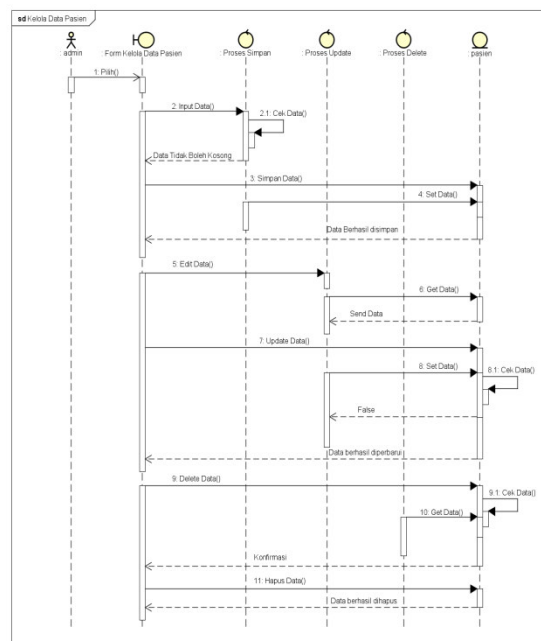 sd Kelola Data Pasien
: admin
: Form Kelola Data Pasien
: Proses Simpan
: Proses Update
: Proses Delete
: pasien
1: Pilih()
2: Input Data()
2.1: Cek Data()
Data Tidak Boleh Kosong
3: Simpan Data()
4: Set Data()
Data Berhasil disimpan
5: Edit Data()
6: Get Data()
Send Data
7: Update Data()
8: Set Data()
8.1: Cek Data()
False
Data berhasil diperbarui
9: Delete Data()
9.1: Cek Data()
10: Get Data()
Konfirmasi
11: Hapus Data()
Data berhasil dihapus